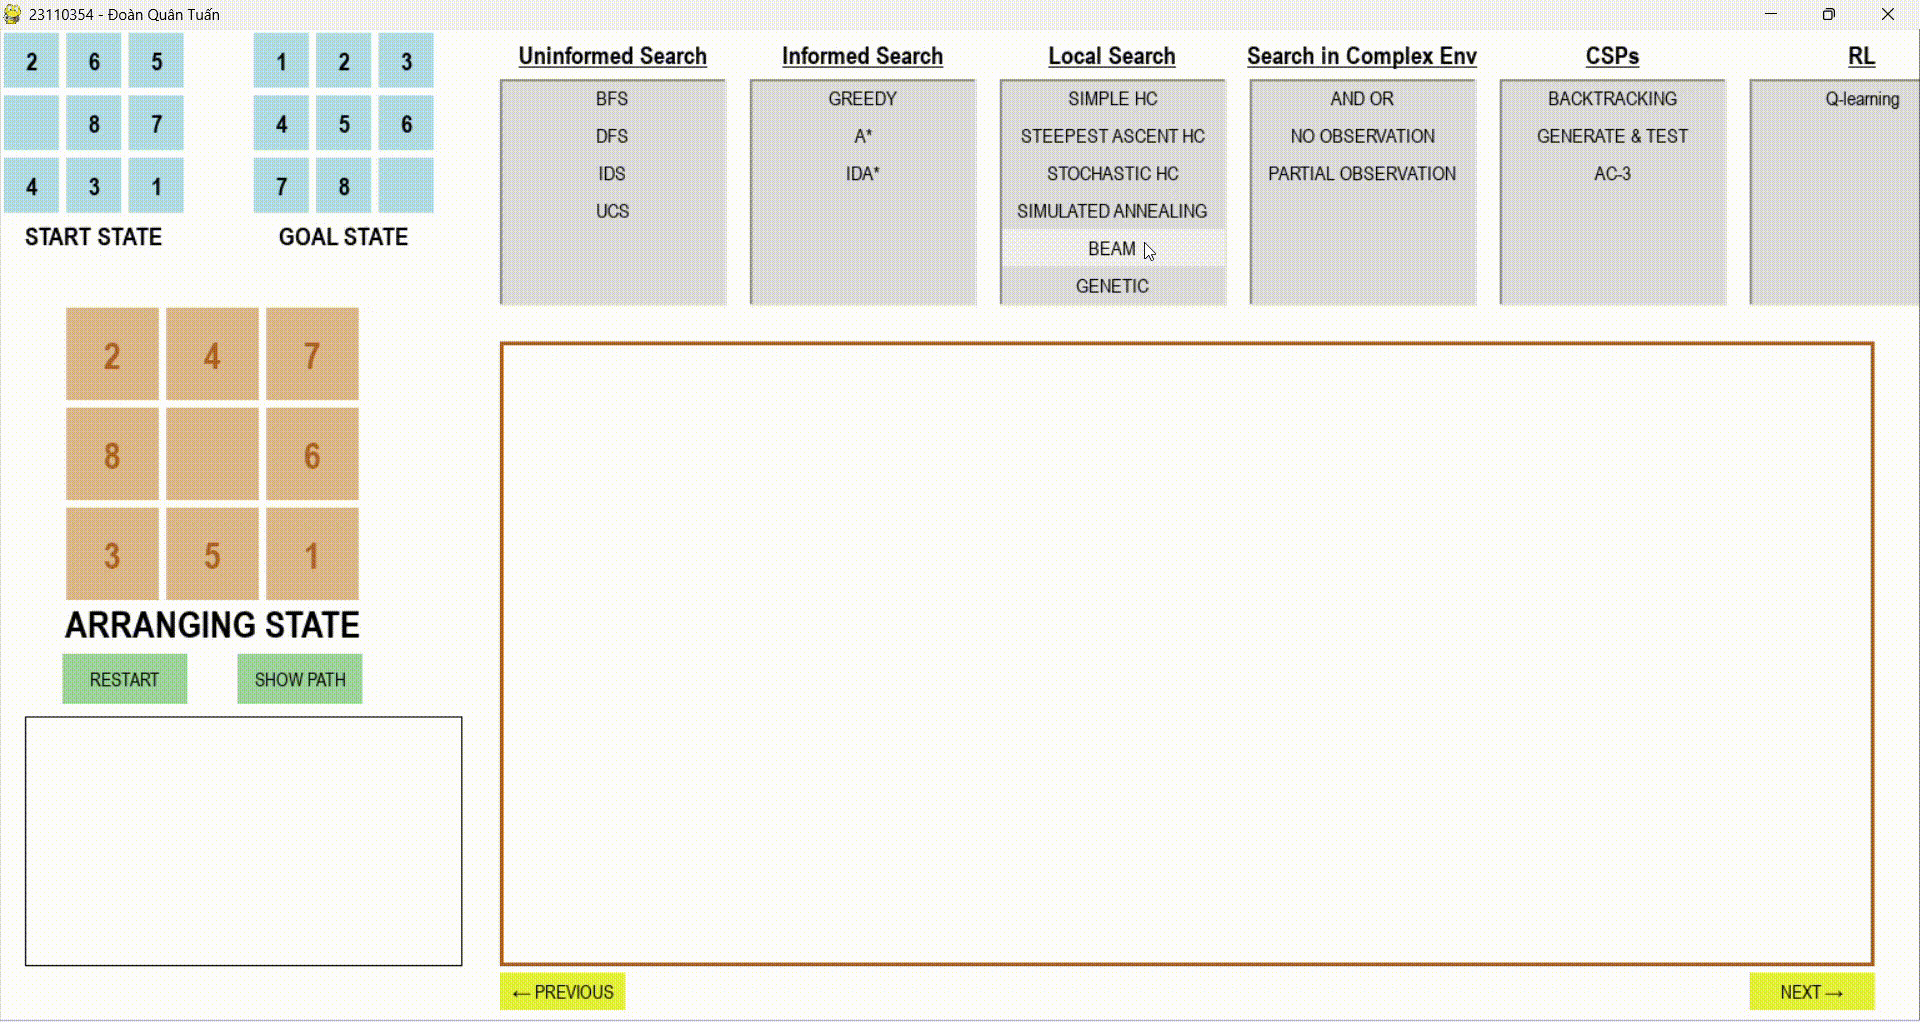 23110354 - Đoàn Quân Tuấn
2 6 5
8 7
4 3 1
START STATE
1 2 3
4 5 6
7 8
GOAL STATE
Uninformed Search
BFS
DFS
IDS
UCS
Informed Search
GREEDY
A*
IDA*
Local Search
SIMPLE HC
STEEPEST ASCENT HC
STOCHASTIC HC
SIMULATED ANNEALING
BEAM
GENETIC
Search in Complex Env
AND OR
NO OBSERVATION
PARTIAL OBSERVATION
CSPs
BACKTRACKING
GENERATE & TEST
AC-3
RL
Q-learning
2 4 7
8 6
3 5 1
ARRANGING STATE
RESTART
SHOW PATH
← PREVIOUS
NEXT →